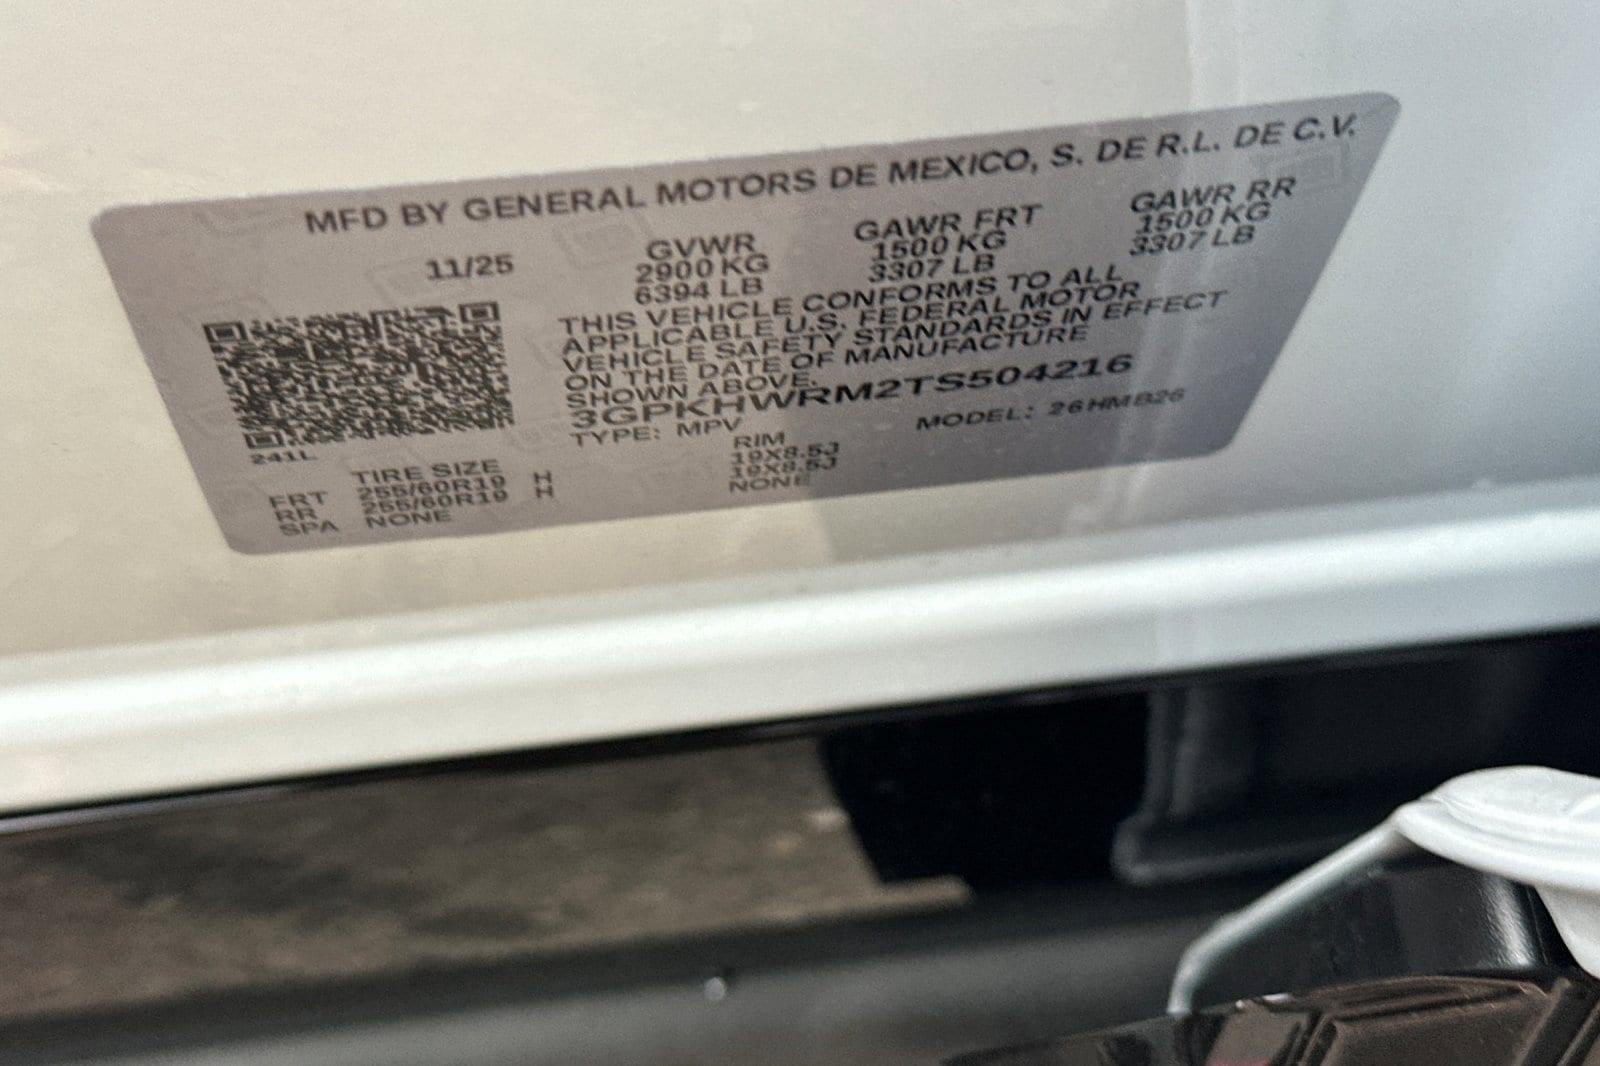 MFD BY GENERAL MOTORS DE MEXICO, S. DE R.L. DE C.V.
11/25
GVWR
2900 KG
6394 LB
GAWR FRT
1500 KG
3307 LB
GAWR RR
1500 KG
3307 LB
THIS VEHICLE CONFORMS TO ALL
APPLICABLE U.S. FEDERAL MOTOR
VEHICLE SAFETY STANDARDS IN EFFECT
ON THE DATE OF MANUFACTURE
SHOWN ABOVE.
3GPKHWRM2TS504216
TYPE: MPV
MODEL: 26HMB26
241L
TIRE SIZE RIM
FRT 255/60R19 H 19X8.5J
RR 255/60R19 H 19X8.5J
SPA NONE NONE